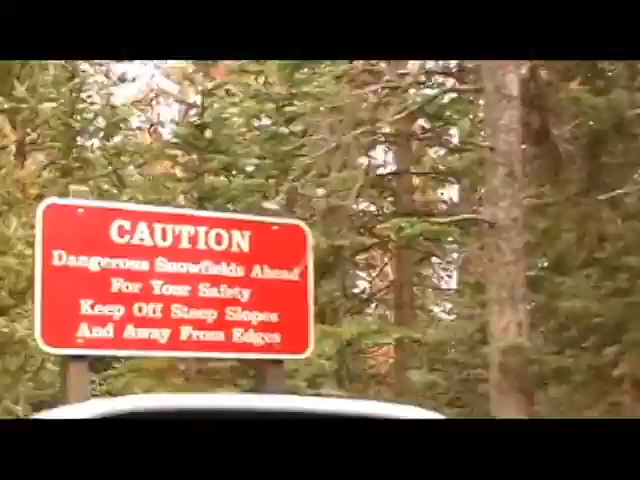 CAUTION
Dangerous Snowfields Ahead
For Your Safety
Keep Off Steep Slopes
And Away From Edges